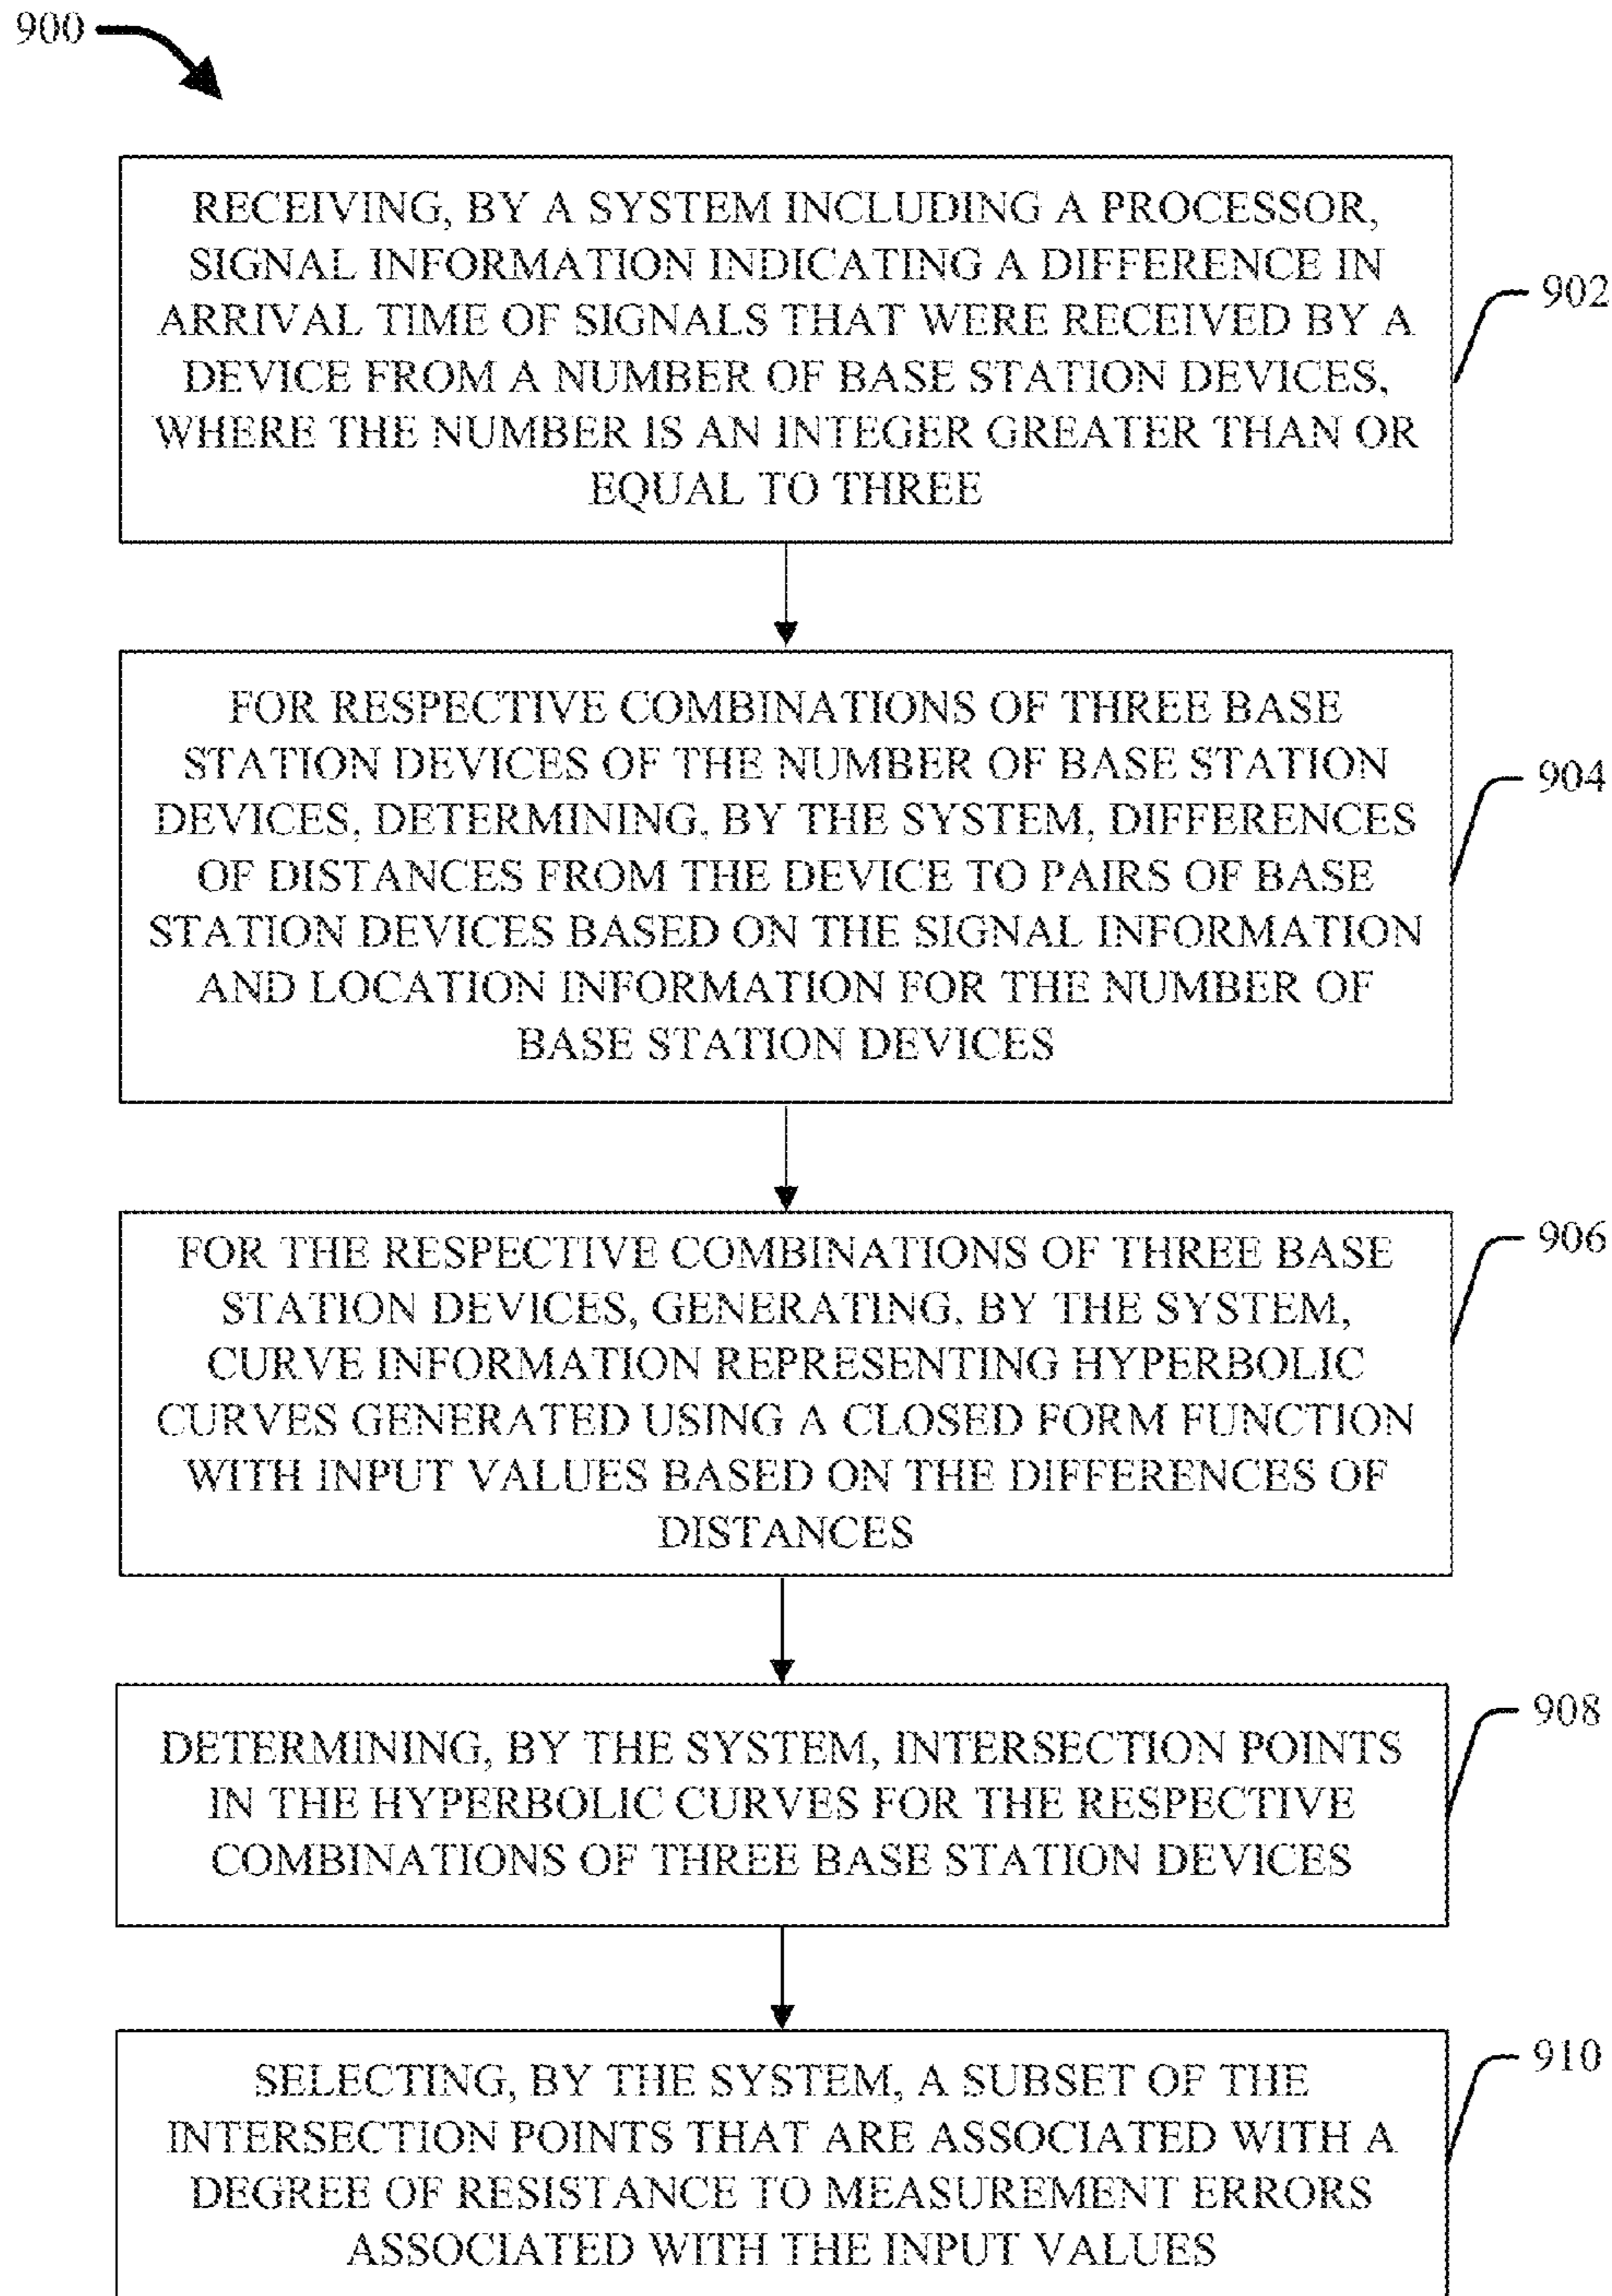 900
RECEIVING, BY A SYSTEM INCLUDING A PROCESSOR,
SIGNAL INFORMATION INDICATING A DIFFERENCE IN
ARRIVAL TIME OF SIGNALS THAT WERE RECEIVED BY A
DEVICE FROM A NUMBER OF BASE STATION DEVICES,
WHERE THE NUMBER IS AN INTEGER GREATER THAN OR
EQUAL TO THREE
902
FOR RESPECTIVE COMBINATIONS OF THREE BASE
STATION DEVICES OF THE NUMBER OF BASE STATION
DEVICES, DETERMINING, BY THE SYSTEM, DIFFERENCES
OF DISTANCES FROM THE DEVICE TO PAIRS OF BASE
STATION DEVICES BASED ON THE SIGNAL INFORMATION
AND LOCATION INFORMATION FOR THE NUMBER OF
BASE STATION DEVICES
904
FOR THE RESPECTIVE COMBINATIONS OF THREE BASE
STATION DEVICES, GENERATING, BY THE SYSTEM,
CURVE INFORMATION REPRESENTING HYPERBOLIC
CURVES GENERATED USING A CLOSED FORM FUNCTION
WITH INPUT VALUES BASED ON THE DIFFERENCES OF
DISTANCES
906
DETERMINING, BY THE SYSTEM, INTERSECTION POINTS
IN THE HYPERBOLIC CURVES FOR THE RESPECTIVE
COMBINATIONS OF THREE BASE STATION DEVICES
908
SELECTING, BY THE SYSTEM, A SUBSET OF THE
INTERSECTION POINTS THAT ARE ASSOCIATED WITH A
DEGREE OF RESISTANCE TO MEASUREMENT ERRORS
ASSOCIATED WITH THE INPUT VALUES
910